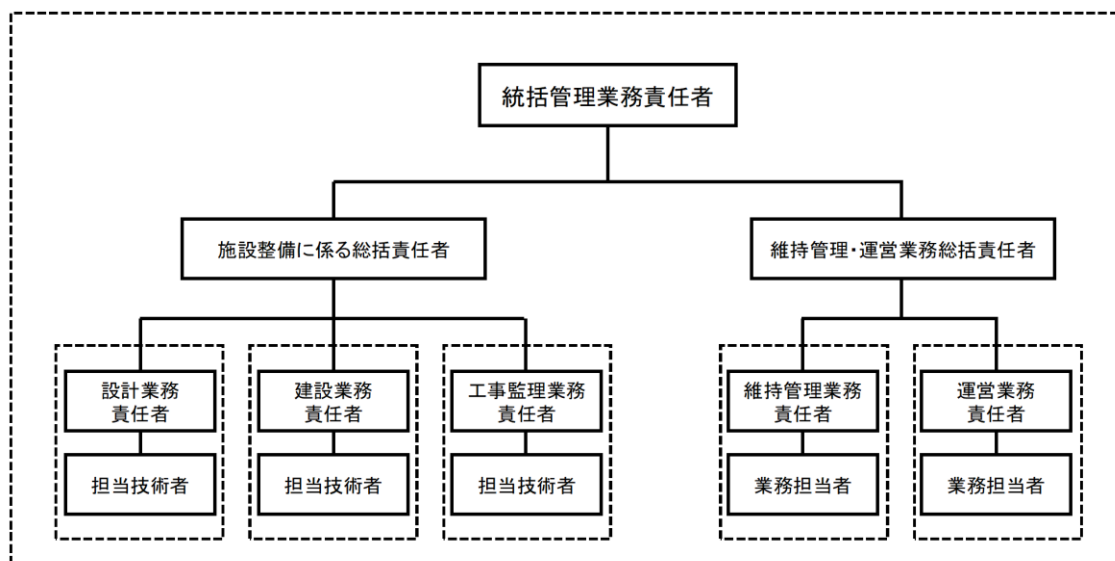 統括管理業務責任者
施設整備に係る総括責任者
維持管理・運営業務総括責任者
設計業務
責任者
建設業務
責任者
工事監理業務
責任者
維持管理業務
責任者
運営業務
責任者
担当技術者
担当技術者
担当技術者
業務担当者
業務担当者